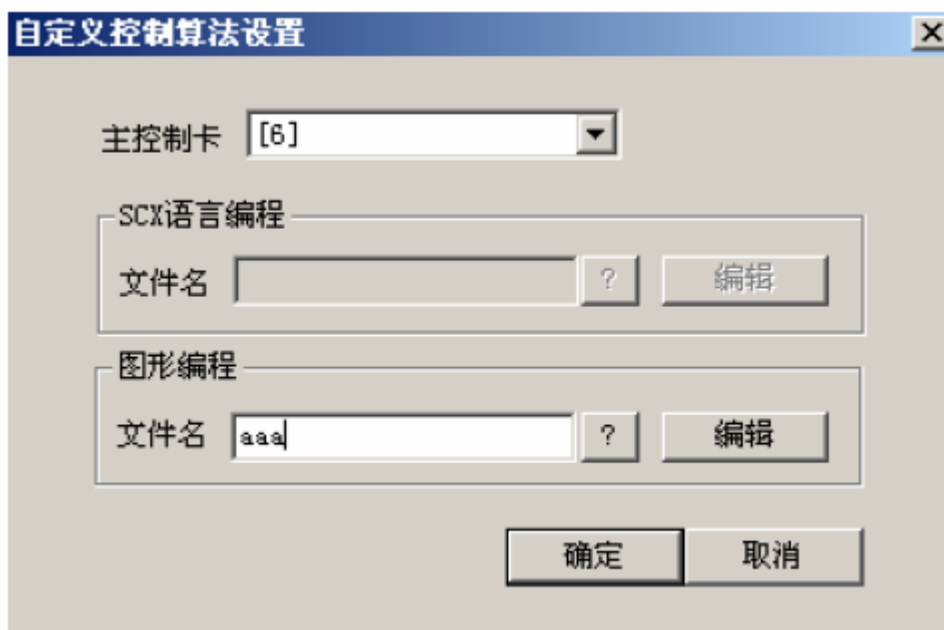 自定义控制算法设置
主控制卡 [6]
SCX语言编程
文件名 ? 编辑
图形编程
文件名 aaa ? 编辑
确定 取消